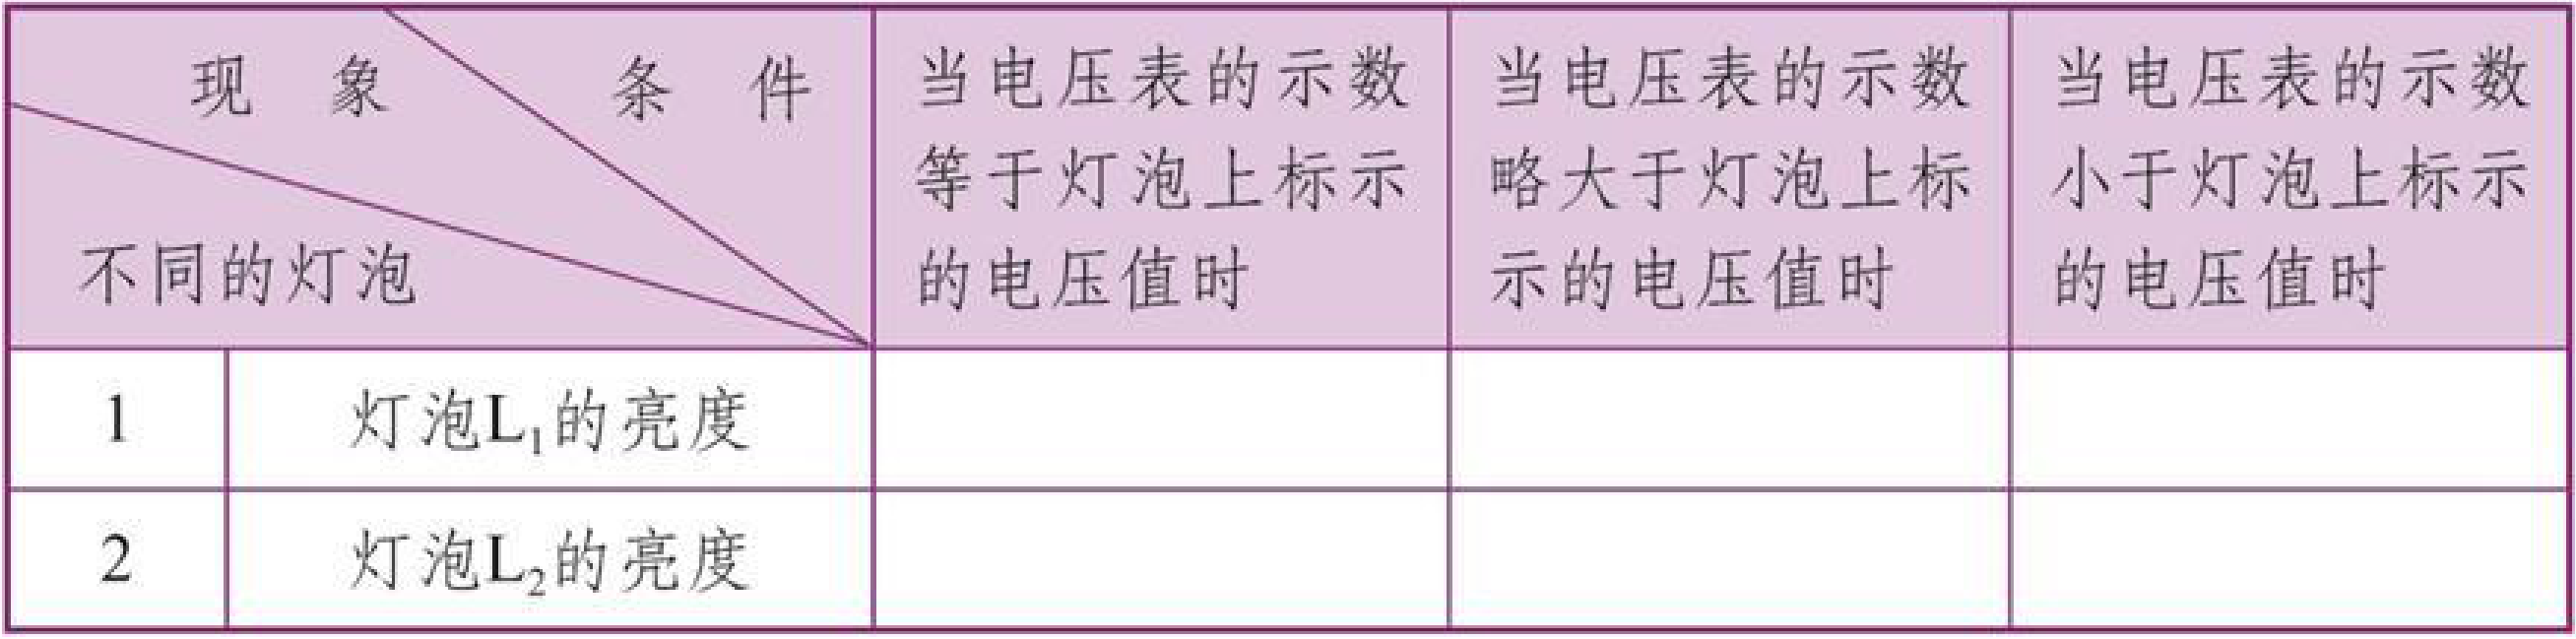 现 象
条 件
不同的灯泡
当电压表的示数
等于灯泡上标示
的电压值时
当电压表的示数
略大于灯泡上标
示的电压值时
当电压表的示数
小于灯泡上标示
的电压值时
1 灯泡L₁的亮度
2 灯泡L₂的亮度